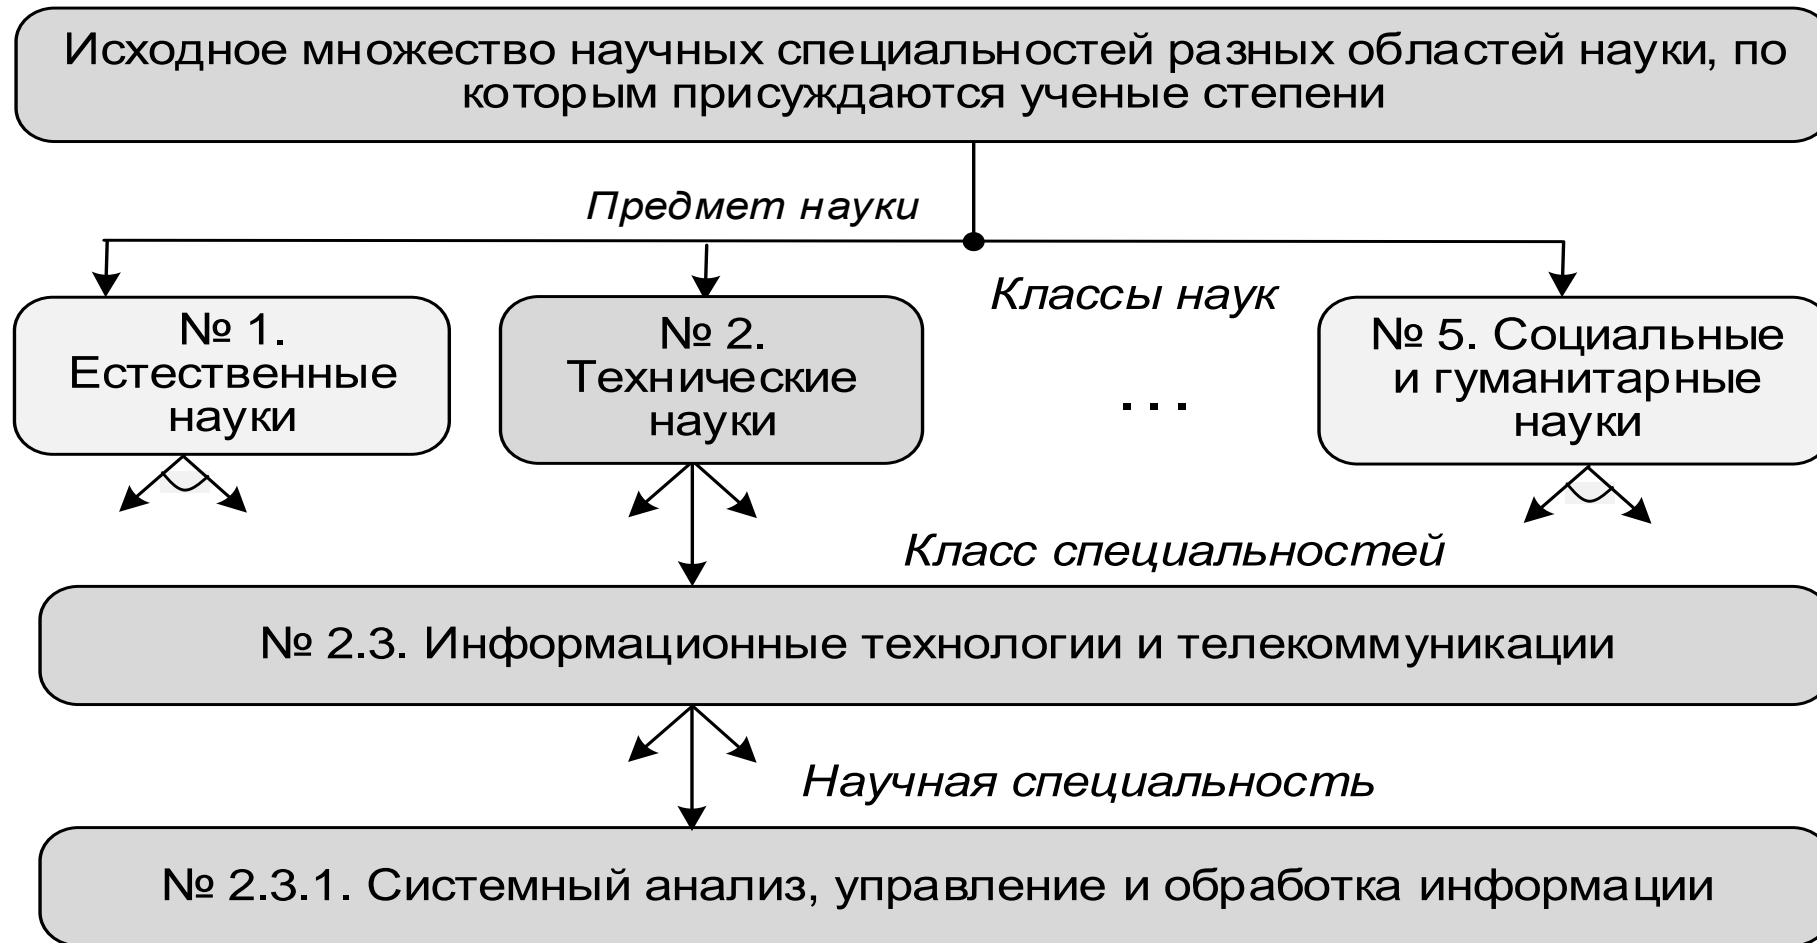 Исходное множество научных специальностей разных областей науки, по
которым присуждаются ученые степени
Предмет науки
Классы наук
№ 1.
Естественные
науки
№ 2.
Технические
науки
...
№ 5. Социальные
и гуманитарные
науки
Класс специальностей
№ 2.3. Информационные технологии и телекоммуникации
Научная специальность
№ 2.3.1. Системный анализ, управление и обработка информации